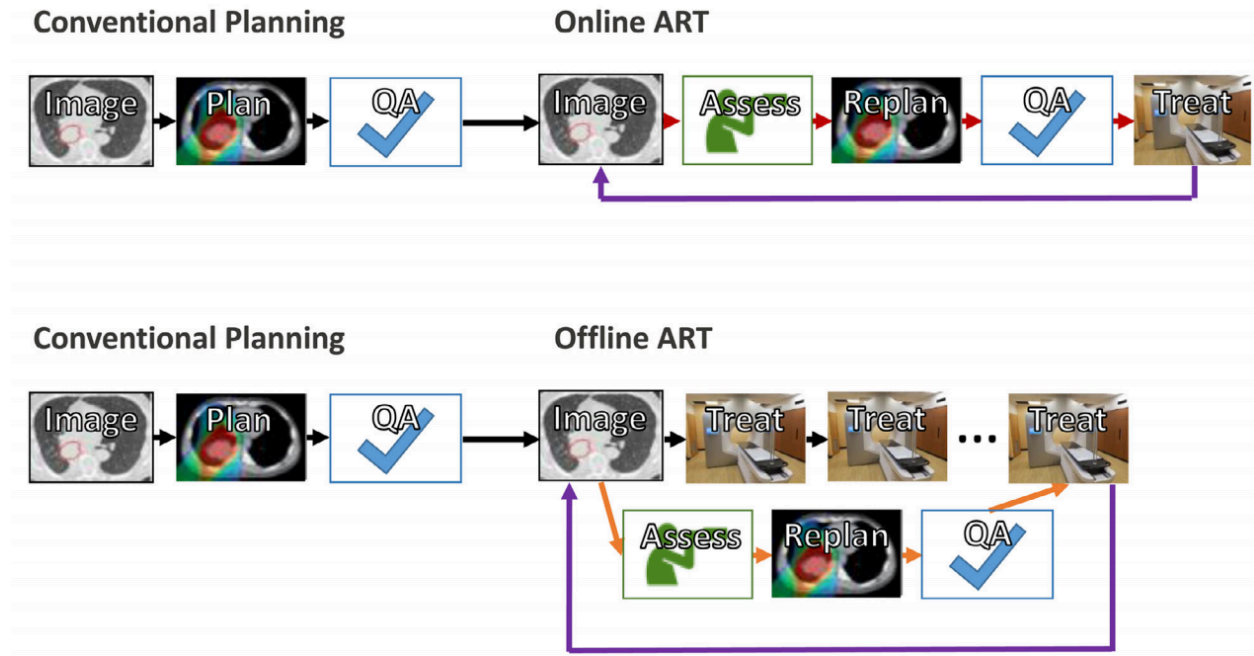 Conventional Planning Online ART
Image Plan QA Image Assess Replan QA Treat
Conventional Planning Offline ART
Image Plan QA Image Treat Treat ... Treat
Assess Replan QA